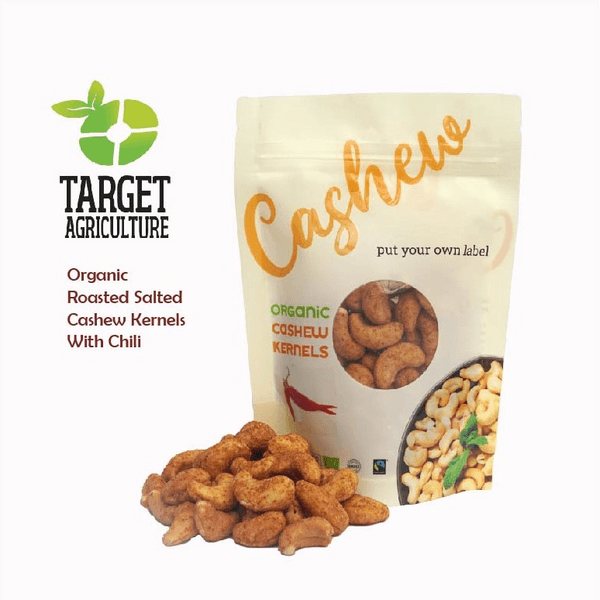 TARGET
AGRICULTURE
Organic
Roasted Salted
Cashew Kernels
With Chili
Cashew
put your own label
ORGANIC
CASHEW
KERNELS